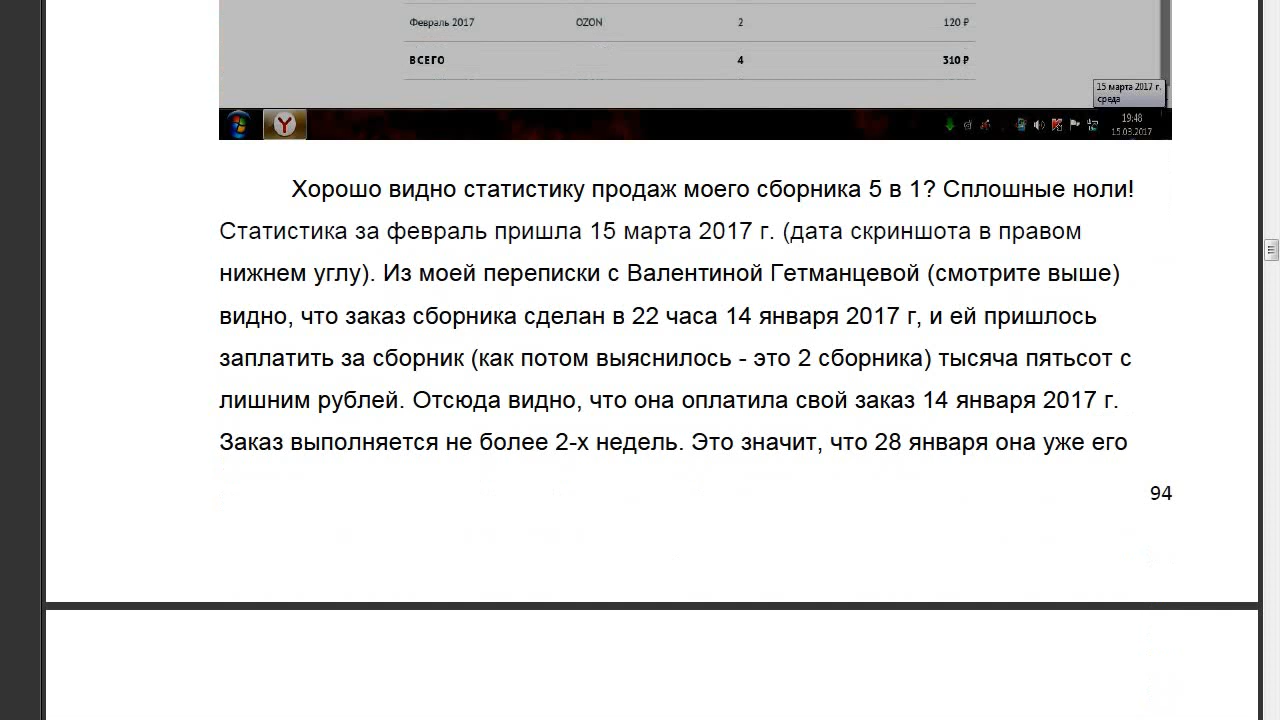 Февраль 2017 OZON 2 120 ₽
ВСЕГО 4 310 ₽
15 марта 2017 г.
среда
19:48
15.03.2017
Хорошо видно статистику продаж моего сборника 5 в 1? Сплошные ноли!
Статистика за февраль пришла 15 марта 2017 г. (дата скриншота в правом
нижнем углу). Из моей переписки с Валентиной Гетманцевой (смотрите выше)
видно, что заказ сборника сделан в 22 часа 14 января 2017 г, и ей пришлось
заплатить за сборник (как потом выяснилось - это 2 сборника) тысяча пятьсот с
лишним рублей. Отсюда видно, что она оплатила свой заказ 14 января 2017 г.
Заказ выполняется не более 2-х недель. Это значит, что 28 января она уже его
94